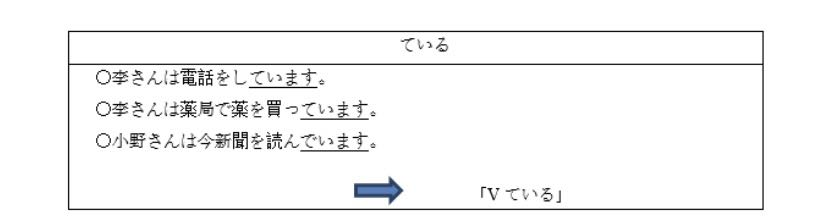 ている
○李さんは電話をしています。
○李さんは薬局で薬を買っています。
○小野さんは今新聞を読んでいます。
「V ている」